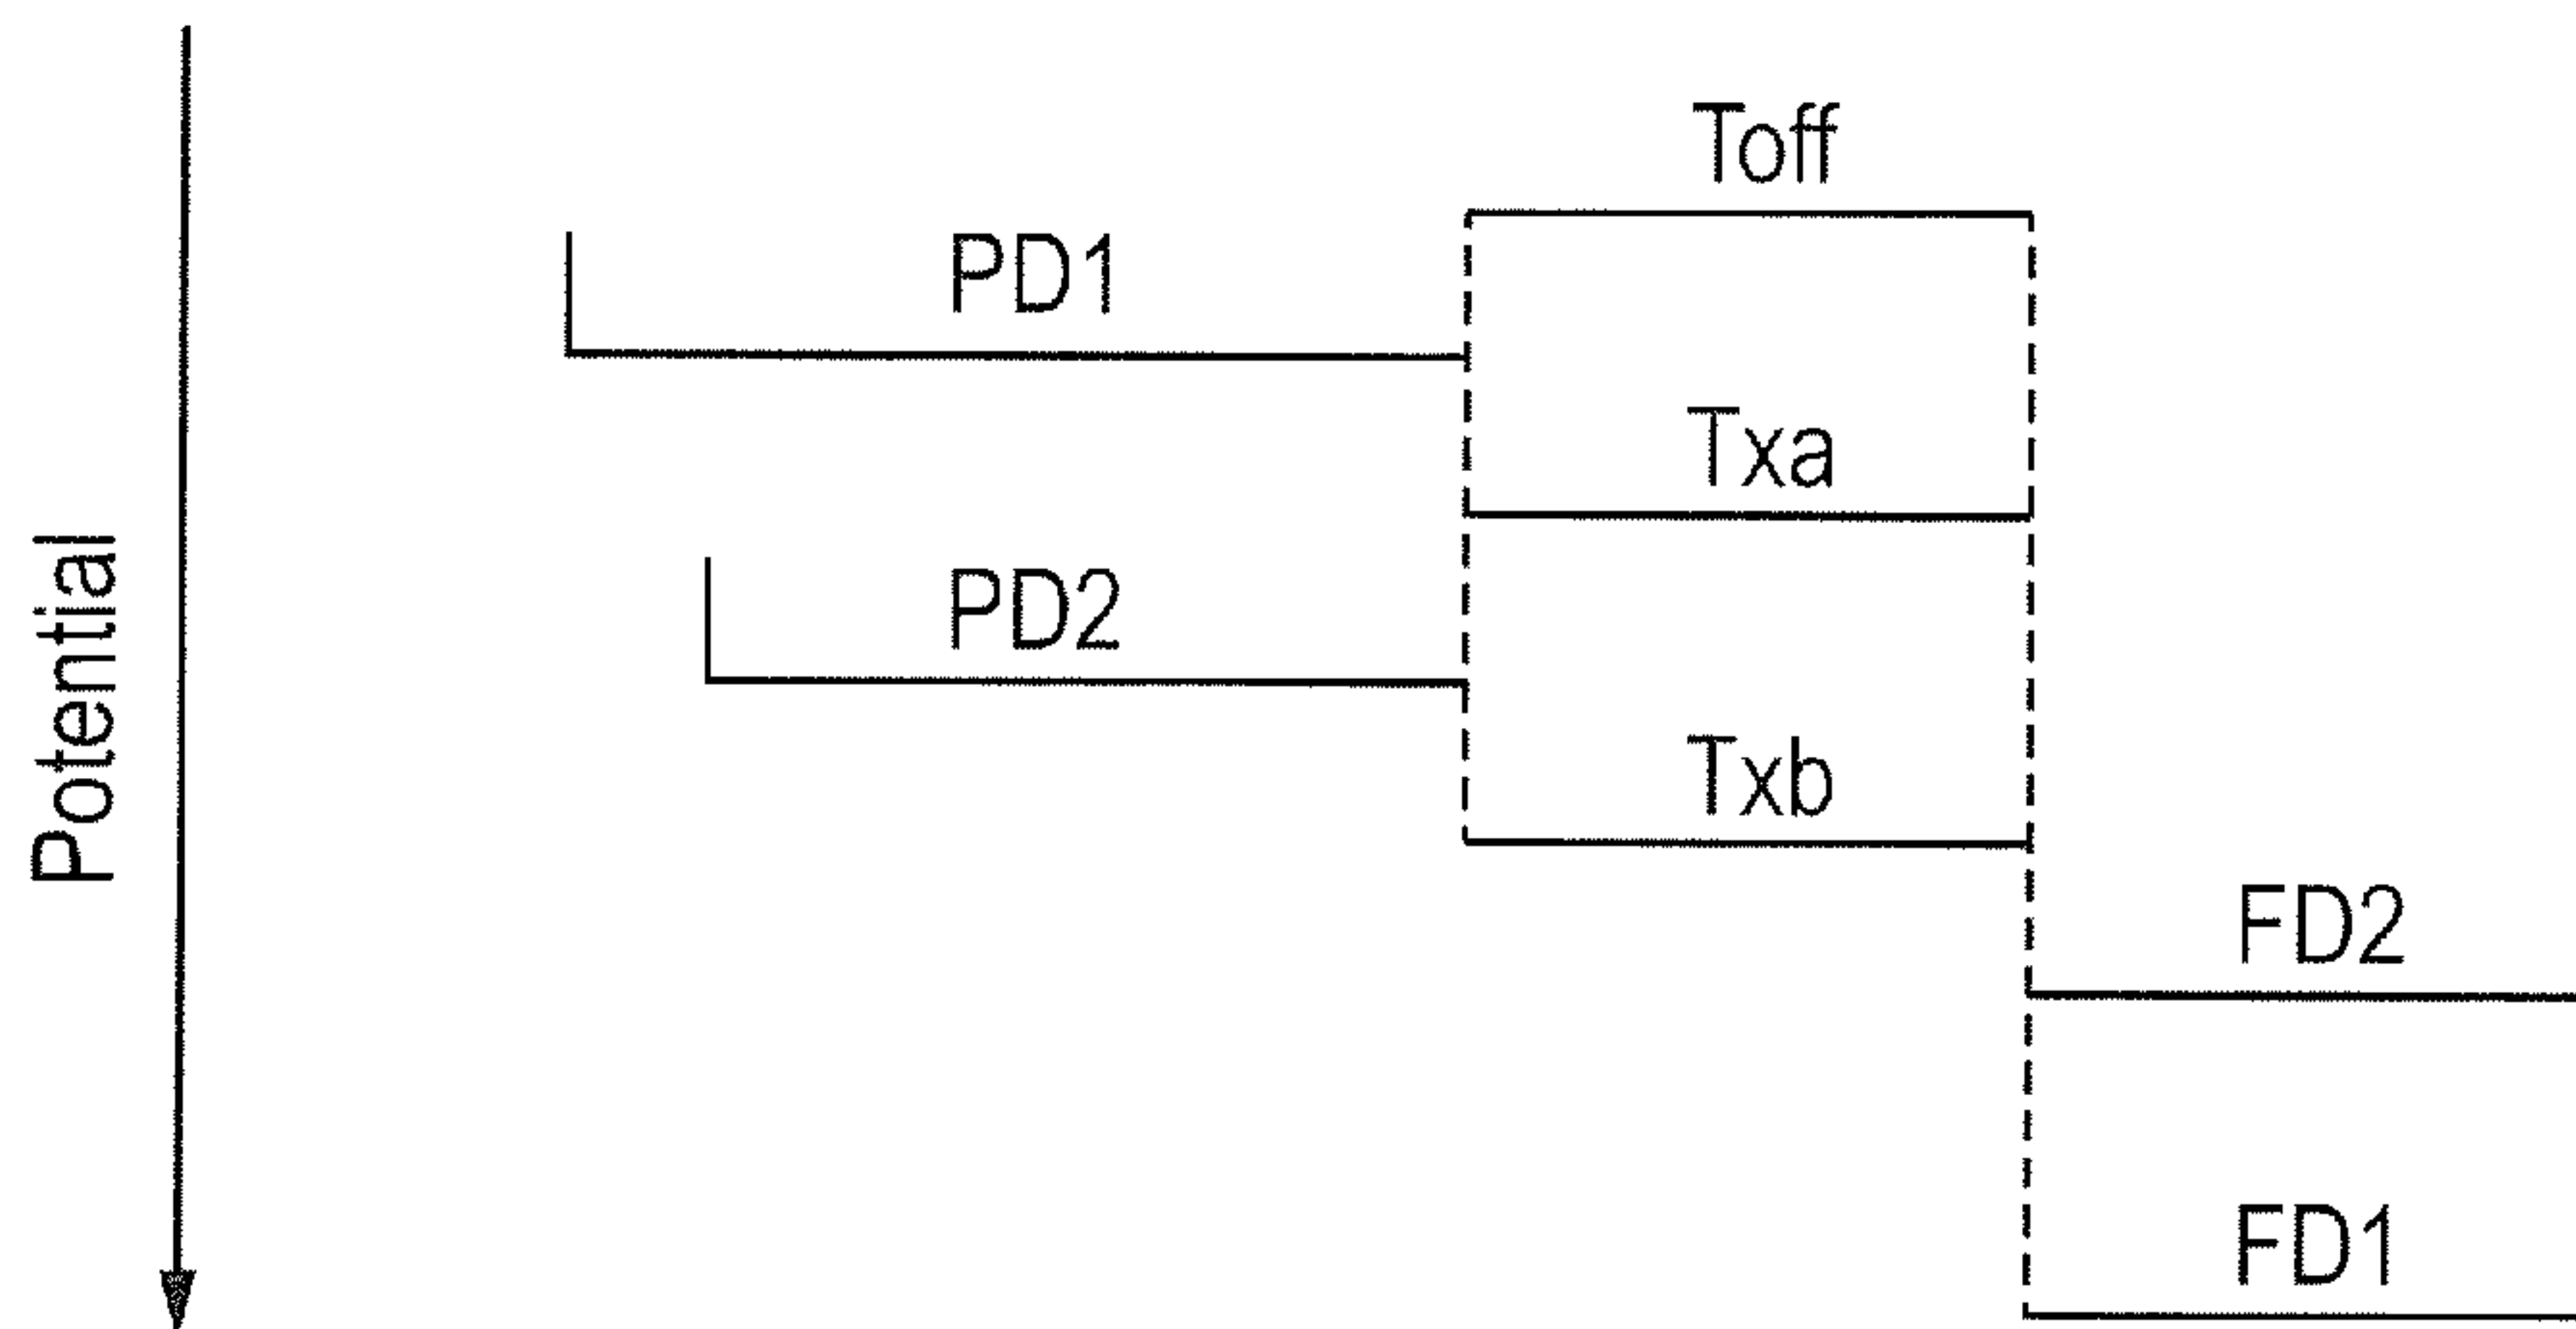 Toff
PD1
Txa
Potential
PD2
Txb
FD2
FD1